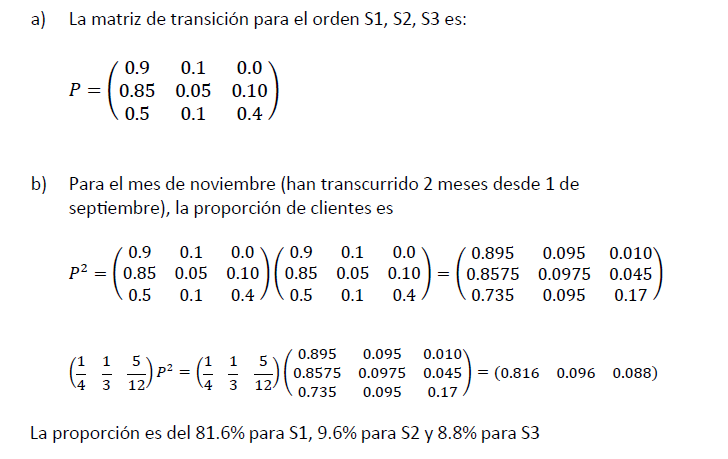 a) La matriz de transición para el orden S1, S2, S3 es:
0.9 0.1 0.0
P = 0.85 0.05 0.10
0.5 0.1 0.4
b) Para el mes de noviembre (han transcurrido 2 meses desde 1 de
septiembre), la proporción de clientes es
0.9 0.1 0.0 0.9 0.1 0.0 0.895 0.095 0.010
P² = (0.85 0.05 0.10) (0.85 0.05 0.10) = (0.8575 0.0975 0.045)
0.5 0.1 0.4 0.5 0.1 0.4 0.735 0.095 0.17
0.895 0.095 0.010
(1/4 1/3 5/12) P² = (1/4 1/3 5/12) (0.8575 0.0975 0.045) = (0.816 0.096 0.088)
0.735 0.095 0.17
La proporción es del 81.6% para S1, 9.6% para S2 y 8.8% para S3